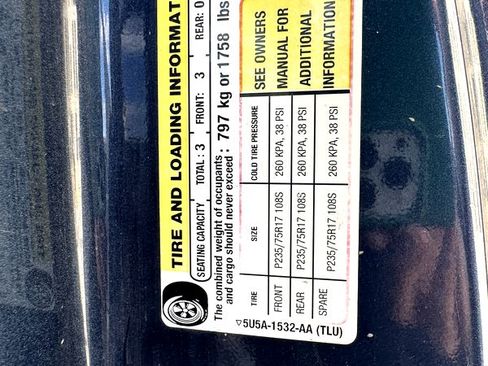 TIRE AND LOADING INFORMAT
SEATING CAPACITY TOTAL : 3 FRONT: 3 REAR: 0
The combined weight of occupants
and cargo should never exceed : 797 kg or 1758 lbs
TIRE SIZE COLD TIRE PRESSURE SEE OWNERS
FRONT P235/75R17 108S 260 KPA, 38 PSI MANUAL FOR
REAR P235/75R17 108S 260 KPA, 38 PSI ADDITIONAL
SPARE P235/75R17 108S 260 KPA, 38 PSI INFORMATION
5U5A-1532-AA (TLU)